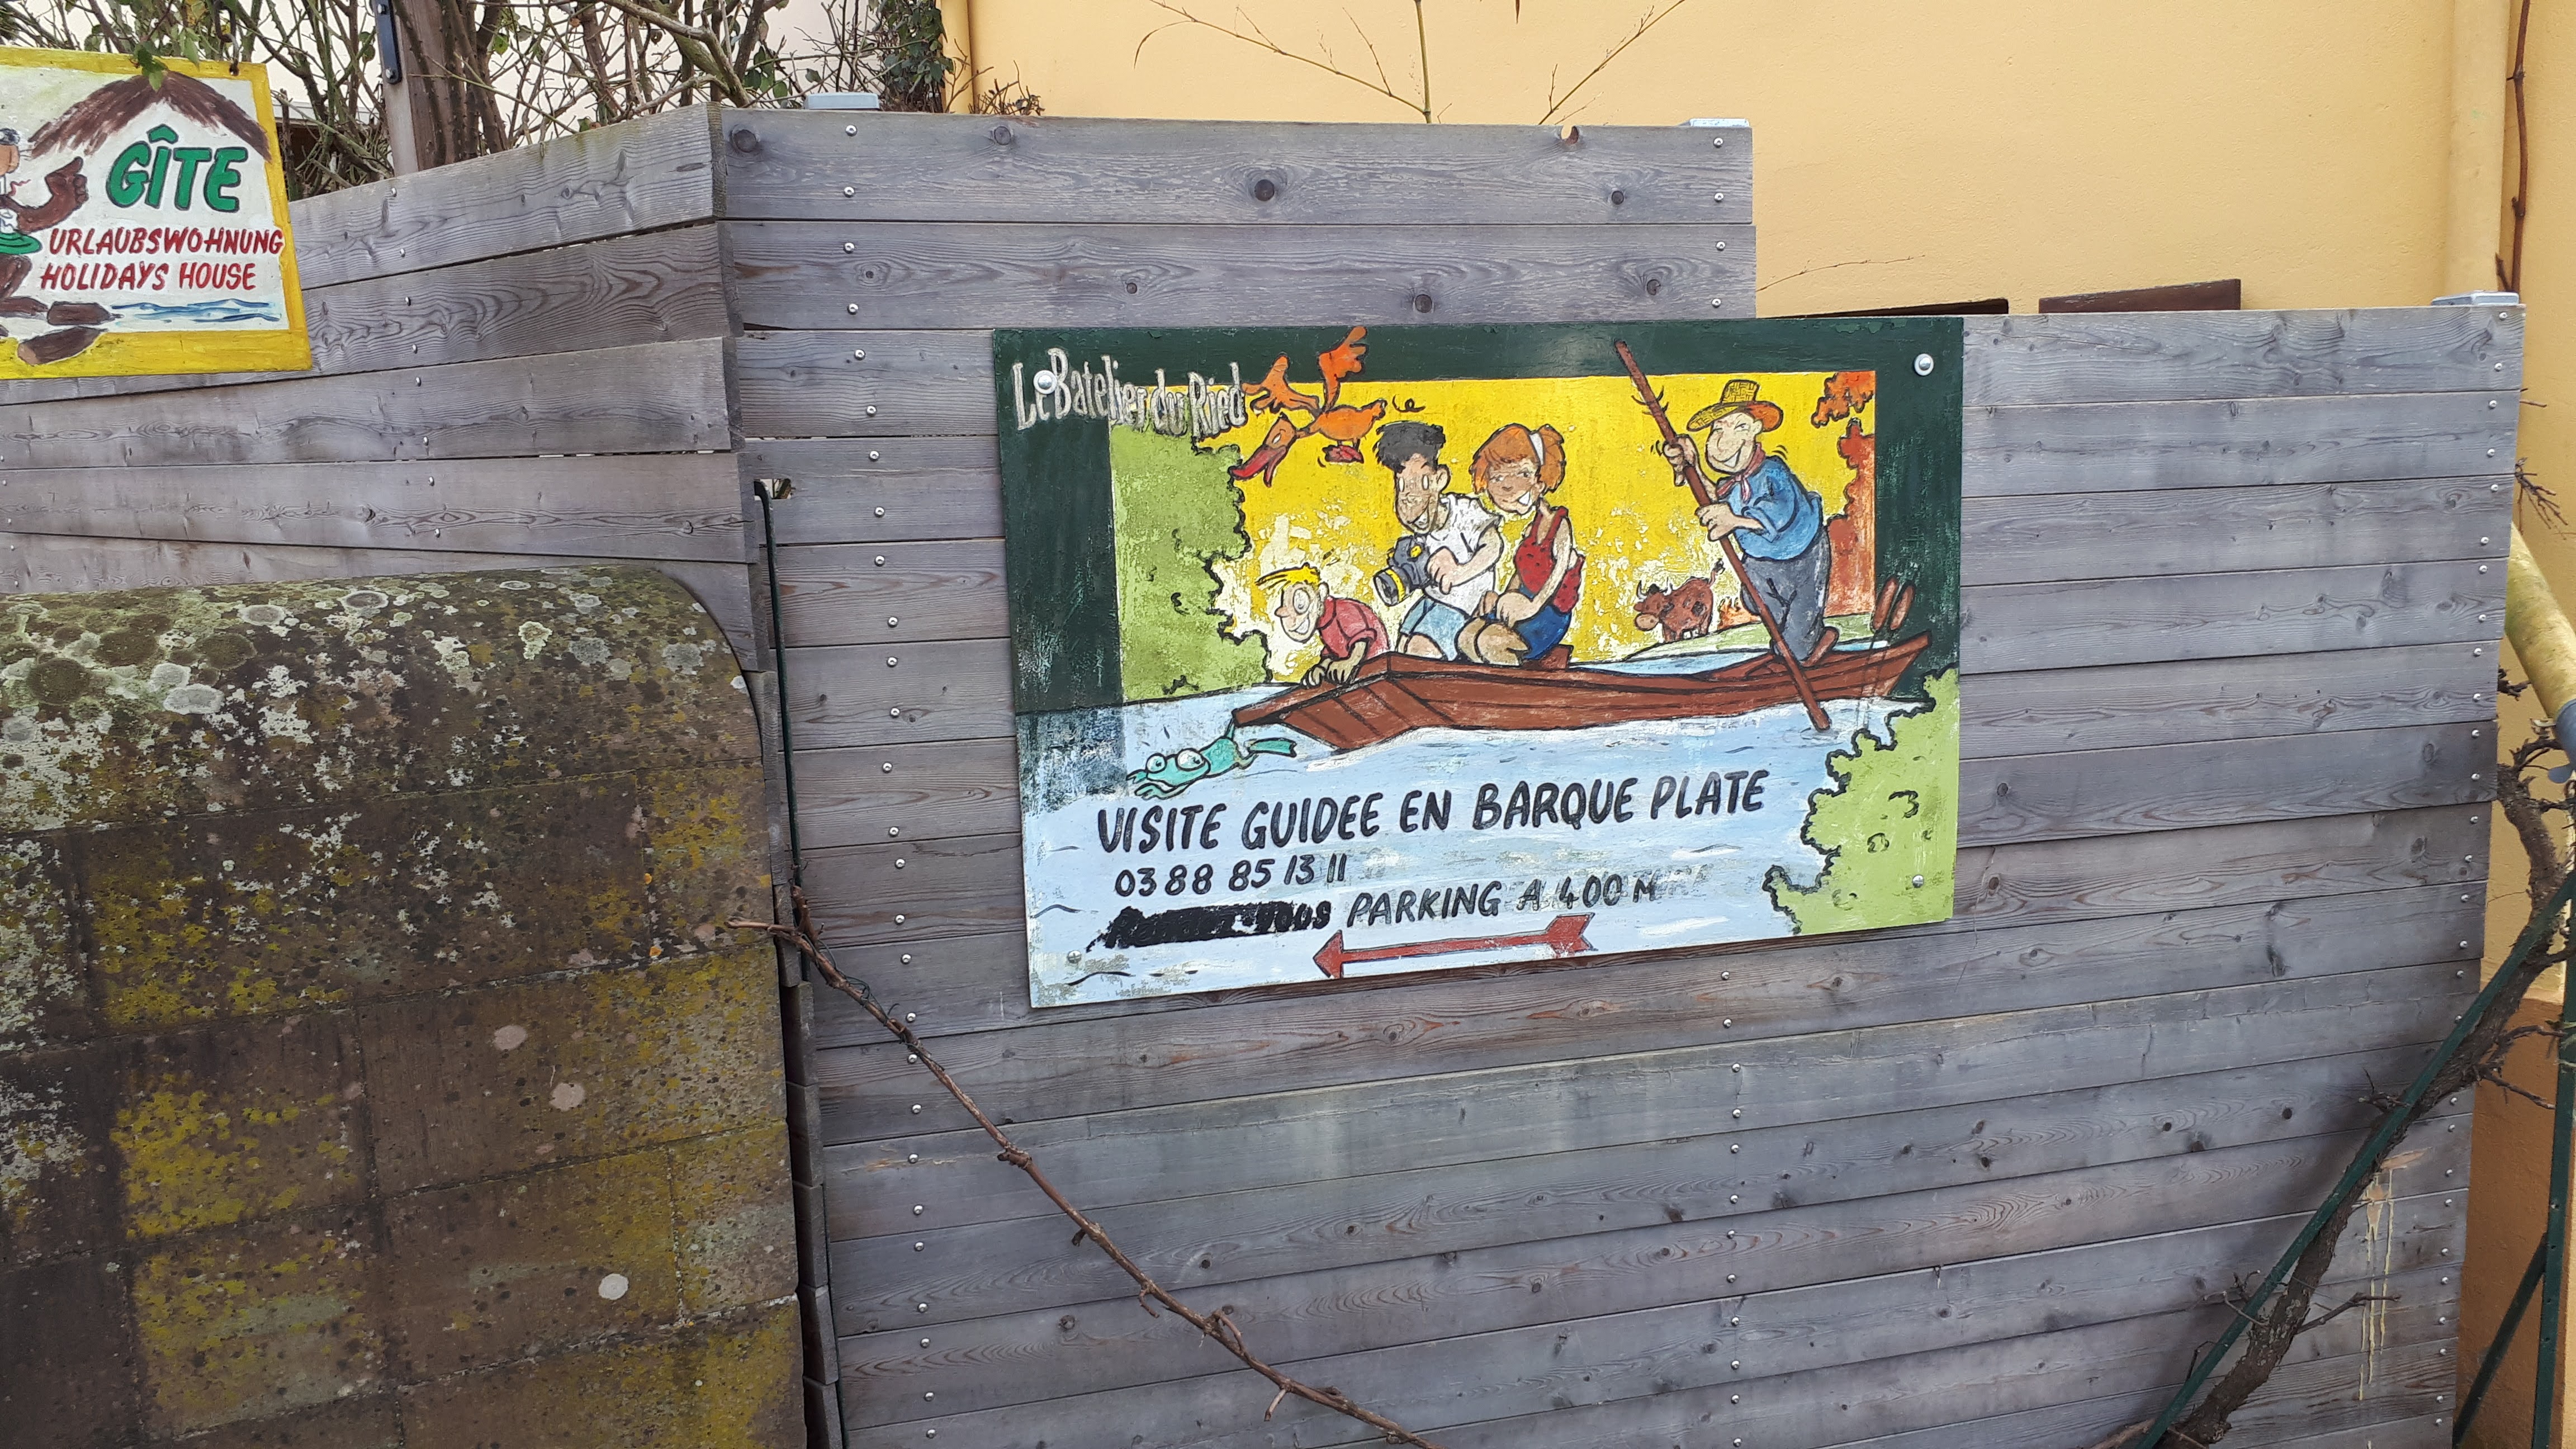 GÎTE
URLAUBSWOHNUNG
HOLIDAYS HOUSE
Le Batelier du Ried
VISITE GUIDEE EN BARQUE PLATE
03 88 85 13 11
PARKING A 400 M